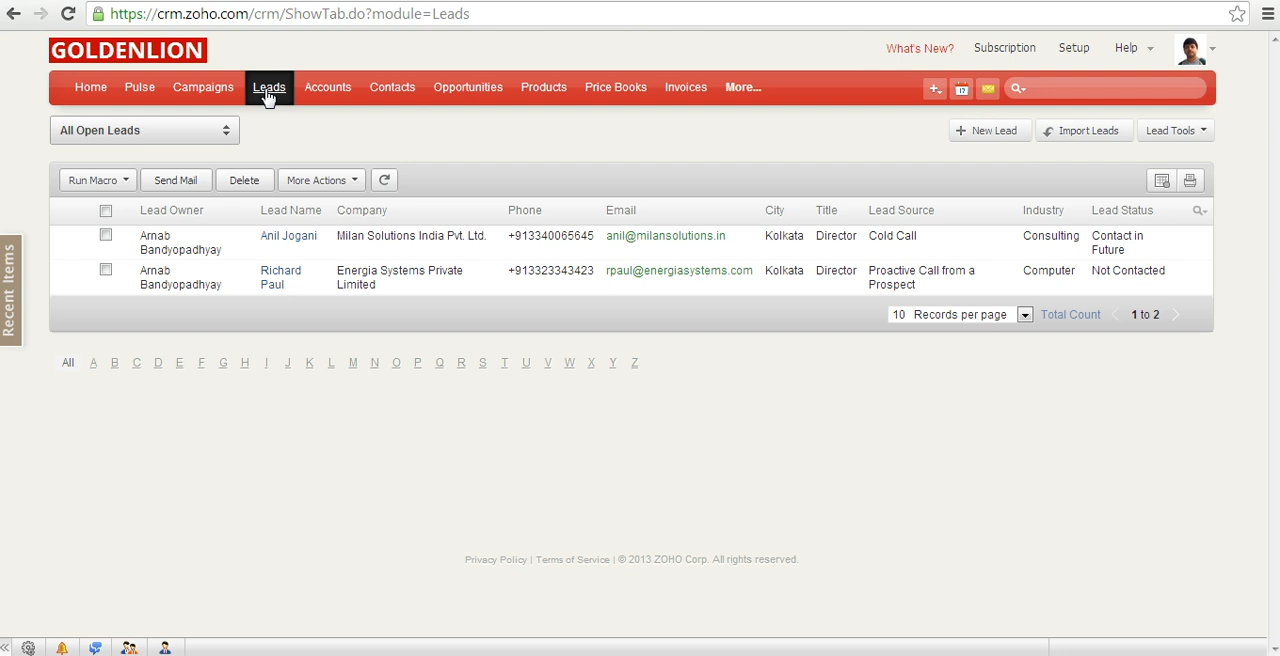 https://crm.zoho.com/crm/ShowTab.do?module=Leads
GOLDENLION
What's New? Subscription Setup Help
Home Pulse Campaigns Leads Accounts Contacts Opportunities Products Price Books Invoices More...
17
All Open Leads
New Lead Import Leads Lead Tools
Run Macro Send Mail Delete More Actions
Lead Owner Lead Name Company Phone Email City Title Lead Source Industry Lead Status
Arnab Anil Jogani Milan Solutions India Pvt. Ltd. +913340065645 anil@milansolutions.in Kolkata Director Cold Call Consulting Contact in
Bandyopadhyay Future
Arnab Richard Energia Systems Private +913323343423 rpaul@energiasystems.com Kolkata Director Proactive Call from a Computer Not Contacted
Bandyopadhyay Paul Limited Prospect
Recent Items
10 Records per page Total Count 1 to 2
All A B C D E F G H I J K L M N O P Q R S T U V W X Y Z
Privacy Policy | Terms of Service | © 2013 ZOHO Corp. All rights reserved.